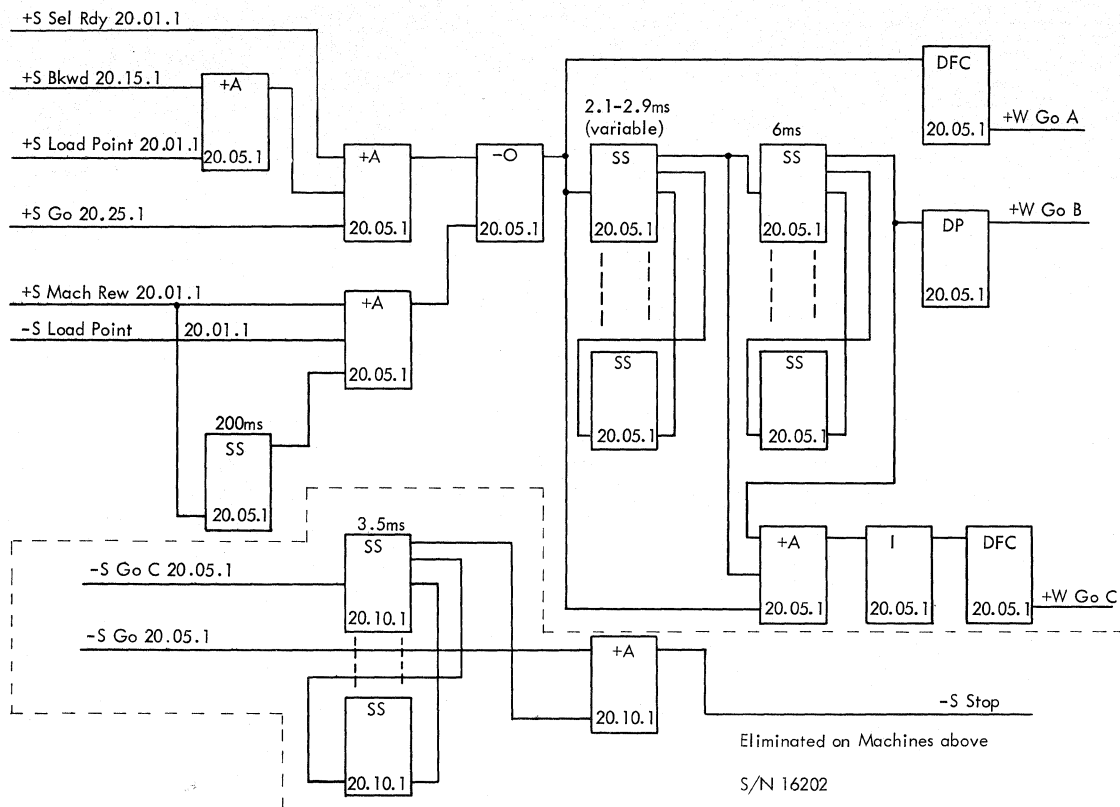 +S Sel Rdy 20.01.1
+S Bkwd 20.15.1
+A
20.05.1
+S Load Point 20.01.1
+S Go 20.25.1
+A
20.05.1
-O
20.05.1
+S Mach Rew 20.01.1
-S Load Point 20.01.1
+A
20.05.1
200ms
SS
20.05.1
2.1-2.9ms
(variable)
SS
20.05.1
SS
20.05.1
6ms
SS
20.05.1
SS
20.05.1
DFC
20.05.1
+W Go A
DP
20.05.1
+W Go B
+A
20.05.1
I
20.05.1
DFC
20.05.1
+W Go C
3.5ms
SS
20.10.1
-S Go C 20.05.1
-S Go 20.05.1
SS
20.10.1
+A
20.10.1
-S Stop
Eliminated on Machines above
S/N 16202